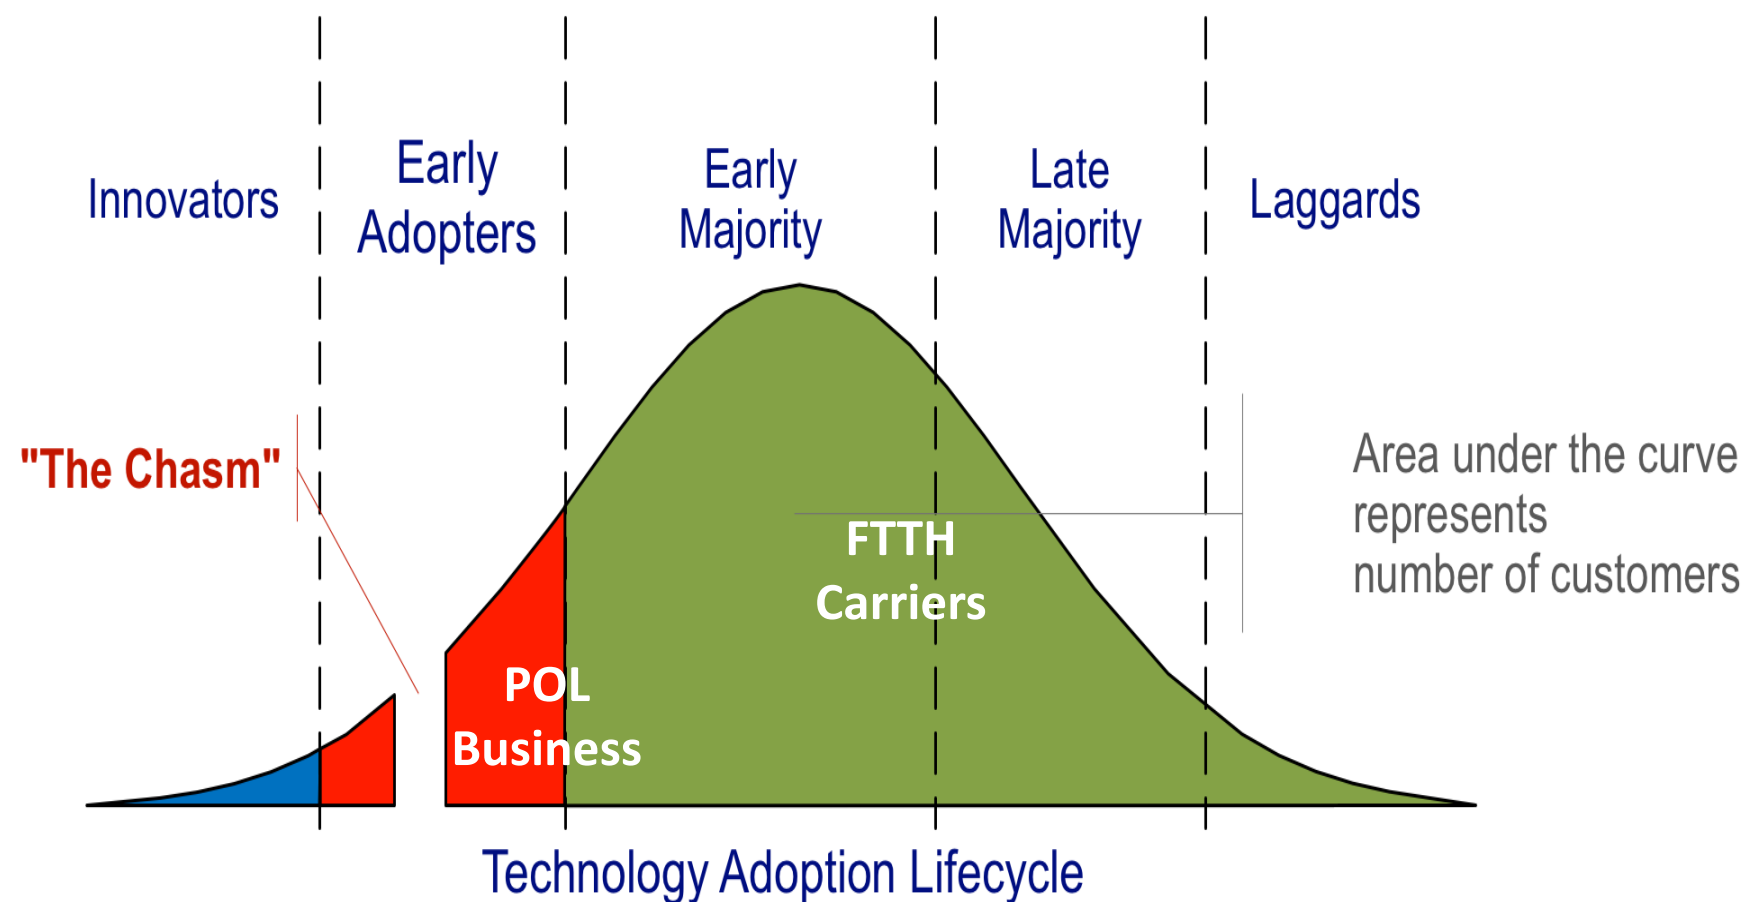 Innovators
Early
Adopters
Early
Majority
Late
Majority
Laggards
"The Chasm"
Area under the curve
represents
number of customers
FTTH
Carriers
POL
Business
Technology Adoption Lifecycle